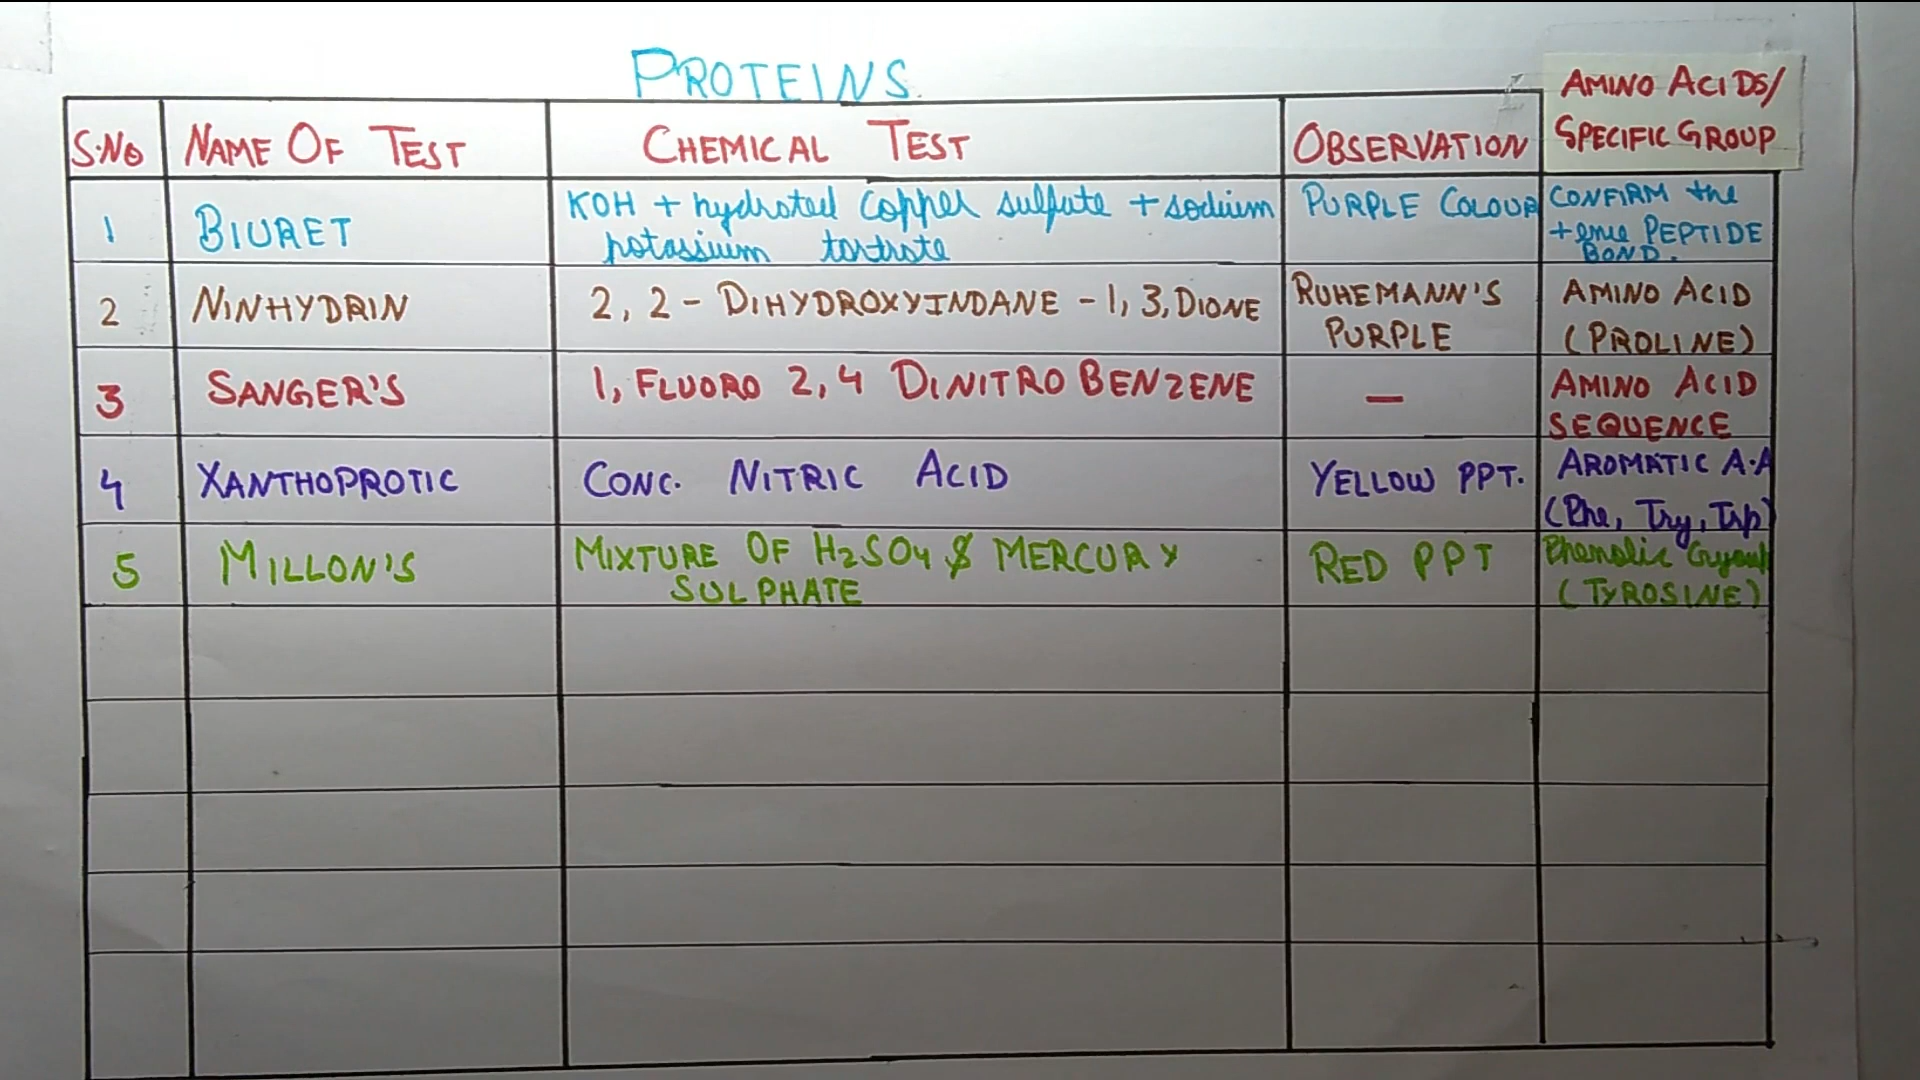 PROTEINS.
S.NO NAME OF TEST CHEMICAL TEST OBSERVATION AMINO ACIDS/ SPECIFIC GROUP
1 BIURET KOH + hydrated copper sulfate + sodium potassium tartrate PURPLE COLOUR CONFIRM the +ence PEPTIDE BOND.
2 NINHYDRIN 2, 2 - DIHYDROXYINDANE - 1, 3, DIONE RUHEMANN'S PURPLE AMINO ACID (PROLINE)
3 SANGER'S 1, FLUORO 2, 4 DINITRO BENZENE — AMINO ACID SEQUENCE
4 XANTHOPROTIC CONC. NITRIC ACID YELLOW PPT. AROMATIC A.A (Phe, Try, Trp)
5 MILLON'S MIXTURE OF H2SO4 & MERCURY SULPHATE RED PPT Phenolic Group (TYROSINE)